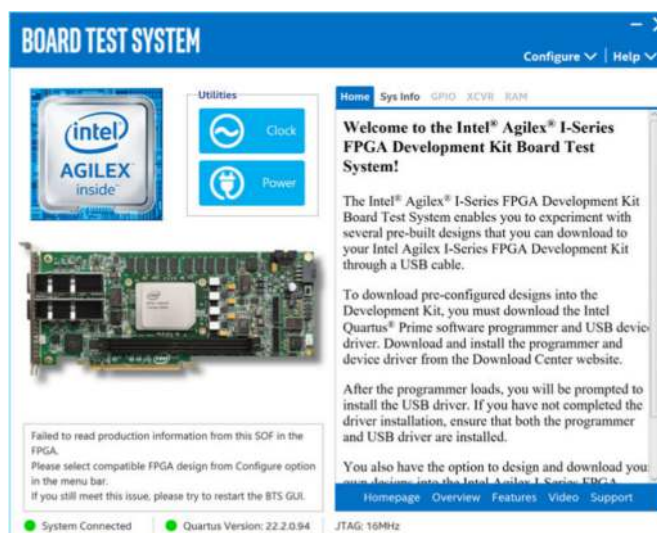 BOARD TEST SYSTEM
Configure
Help
intel
AGILEX
inside
Utilities
Clock
Power
Failed to read production information from this SOF in the
FPGA.
Please select compatible FPGA design from Configure option
in the menu bar.
If you still meet this issue, please try to restart the BTS GUI.
Home Sys Info GPIO XCVR RAM
Welcome to the Intel® Agilex® I-Series
FPGA Development Kit Board Test
System!
The Intel® Agilex® I-Series FPGA Development Kit
Board Test System enables you to experiment with
several pre-built designs that you can download to
your Intel Agilex I-Series FPGA Development Kit
through a USB cable.
To download pre-configured designs into the
Development Kit, you must download the Intel
Quartus® Prime software programmer and USB device
driver. Download and install the programmer and
device driver from the Download Center website.
After the programmer loads, you will be prompted to
install the USB driver. If you have not completed the
driver installation, ensure that both the programmer
and USB driver are installed.
You also have the option to design and download your
own designs into the Intel Agilex I-Series FPGA
Homepage Overview Features Video Support
System Connected
Quartus Version: 22.2.0.94
JTAG: 16MHz